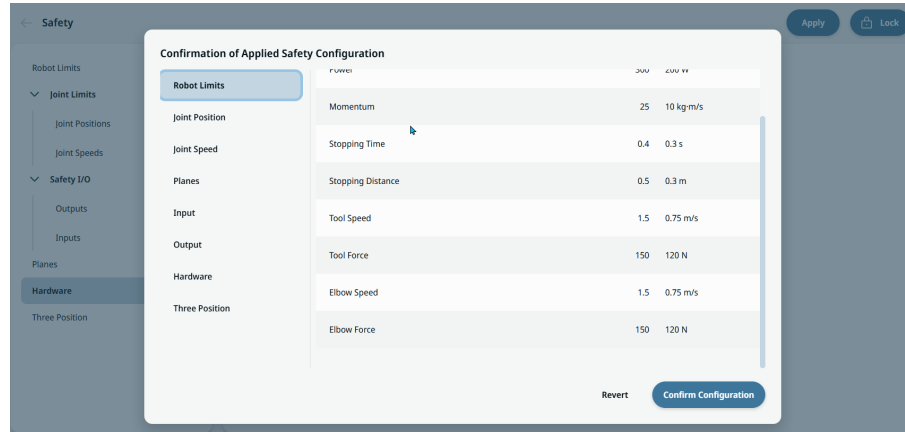 ← Safety
Apply
Lock
Robot Limits
Joint Limits
Joint Positions
Joint Speeds
Safety I/O
Outputs
Inputs
Planes
Hardware
Three Position
Confirmation of Applied Safety Configuration
Robot Limits
Joint Position
Joint Speed
Planes
Input
Output
Hardware
Three Position
Power 300 200 W
Momentum 25 10 kg·m/s
Stopping Time 0.4 0.3 s
Stopping Distance 0.5 0.3 m
Tool Speed 1.5 0.75 m/s
Tool Force 150 120 N
Elbow Speed 1.5 0.75 m/s
Elbow Force 150 120 N
Revert
Confirm Configuration